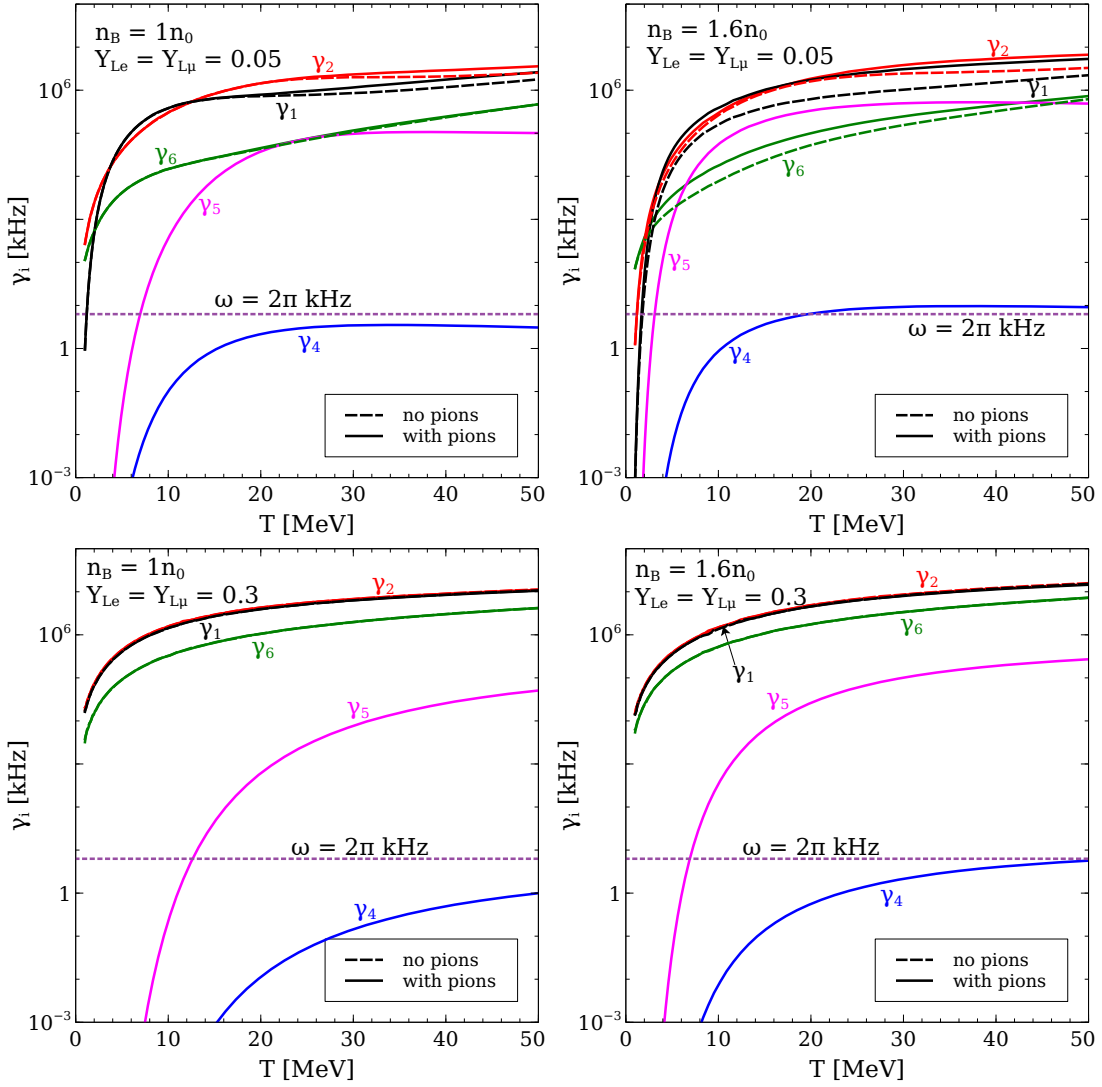 n_B = 1n_0
Y_Le = Y_Lμ = 0.05
γ_2
10^6
γ_1
γ_6
γ_5
γ_i [kHz]
ω = 2π kHz
1
γ_4
no pions
with pions
10^-3
0 10 20 30 40 50
T [MeV]
n_B = 1.6n_0
Y_Le = Y_Lμ = 0.05
γ_2
10^6
γ_1
γ_6
γ_5
γ_i [kHz]
ω = 2π kHz
1
γ_4
no pions
with pions
10^-3
0 10 20 30 40 50
T [MeV]
n_B = 1n_0
Y_Le = Y_Lμ = 0.3
γ_2
10^6
γ_1
γ_6
γ_5
γ_i [kHz]
ω = 2π kHz
1
γ_4
no pions
with pions
10^-3
0 10 20 30 40 50
T [MeV]
n_B = 1.6n_0
Y_Le = Y_Lμ = 0.3
γ_2
10^6
γ_6
γ_1
γ_5
γ_i [kHz]
ω = 2π kHz
1
γ_4
no pions
with pions
10^-3
0 10 20 30 40 50
T [MeV]